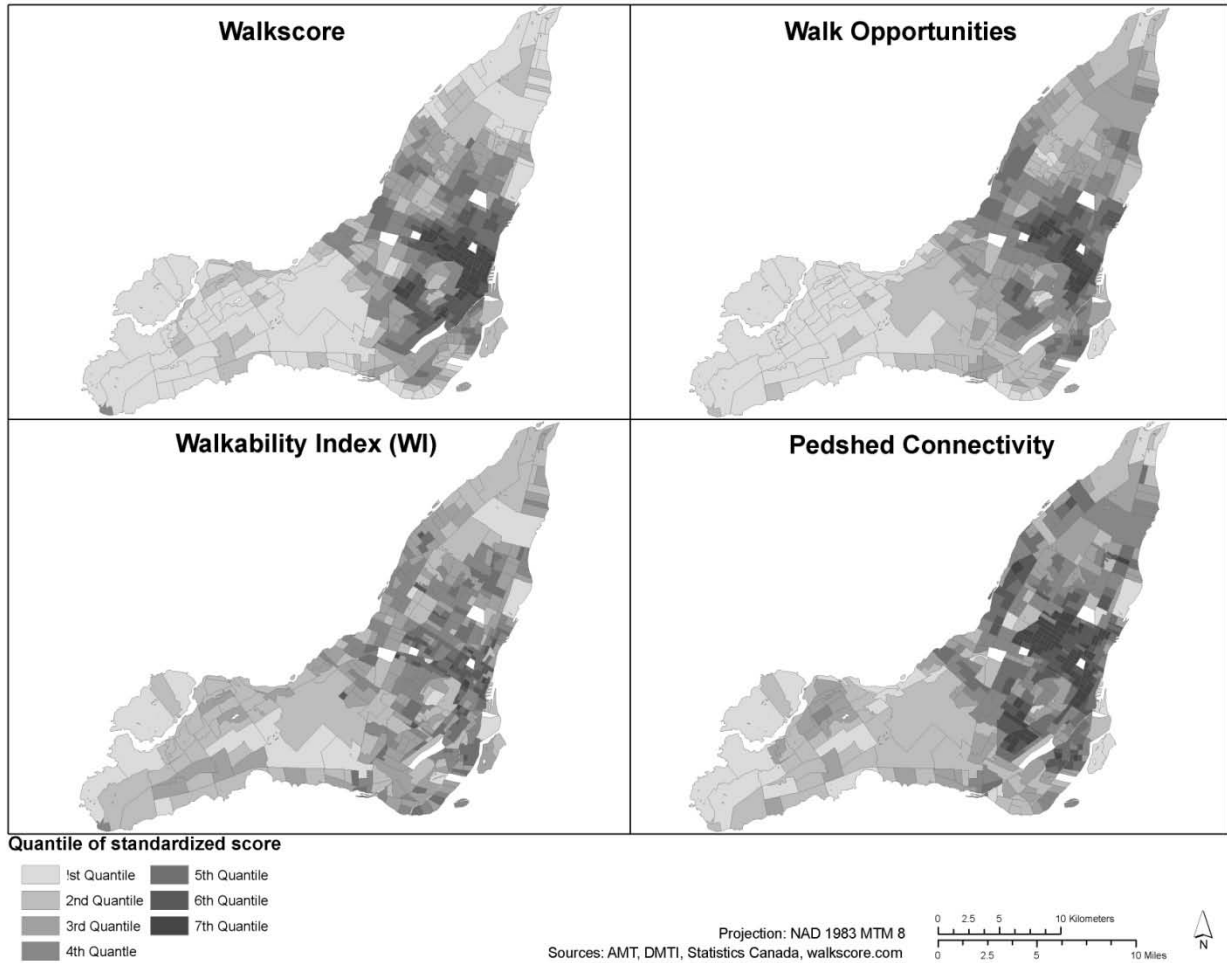 Walkscore
Walk Opportunities
Walkability Index (WI)
Pedshed Connectivity
Quantile of standardized score
!st Quantile
2nd Quantile
3rd Quantile
4th Quantle
5th Quantile
6th Quantile
7th Quantile
Projection: NAD 1983 MTM 8
Sources: AMT, DMTI, Statistics Canada, walkscore.com
0 2.5 5 10 Kilometers
0 2.5 5 10 Miles
N